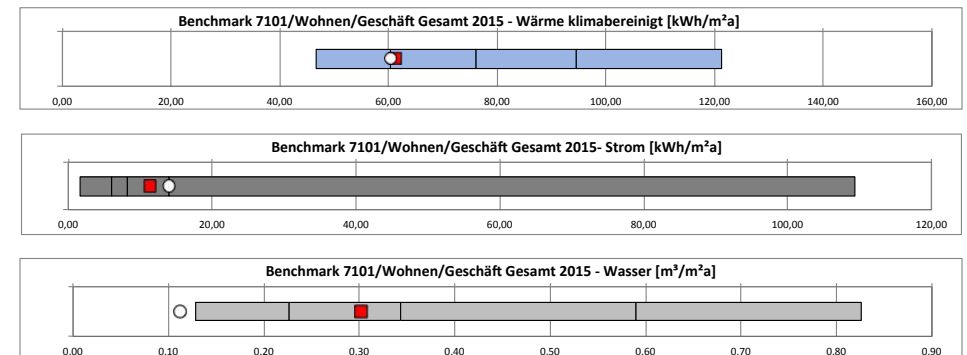 Benchmark 7101/Wohnen/Geschäft Gesamt 2015 - Wärme klimabereinigt [kWh/m²a]
0,00 20,00 40,00 60,00 80,00 100,00 120,00 140,00 160,00
Benchmark 7101/Wohnen/Geschäft Gesamt 2015- Strom [kWh/m²a]
0,00 20,00 40,00 60,00 80,00 100,00 120,00
Benchmark 7101/Wohnen/Geschäft Gesamt 2015 - Wasser [m³/m²a]
0.00 0.10 0.20 0.30 0.40 0.50 0.60 0.70 0.80 0.90